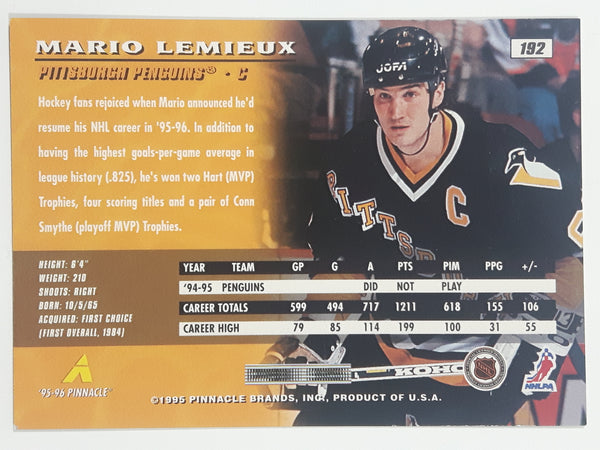 MARIO LEMIEUX
192
PITTSBURGH PENGUINS® · C
JOFA
Hockey fans rejoiced when Mario announced he'd
resume his NHL career in '95-96. In addition to
having the highest goals-per-game average in
league history (.825), he's won two Hart (MVP)
Trophies, four scoring titles and a pair of Conn
Smythe (playoff MVP) Trophies.
C
PITTSB
HEIGHT: 6'4"
WEIGHT: 210
SHOOTS: RIGHT
BORN: 10/5/65
ACQUIRED: FIRST CHOICE
(FIRST OVERALL, 1984)
YEAR TEAM GP G A PTS PIM PPG +/-
'94-95 PENGUINS DID NOT PLAY
CAREER TOTALS 599 494 717 1211 618 155 106
CAREER HIGH 79 85 114 199 100 31 55
KOHO
NHL
NHLPA
'95-96 PINNACLE™
©1995 PINNACLE BRANDS, INC., PRODUCT OF U.S.A.